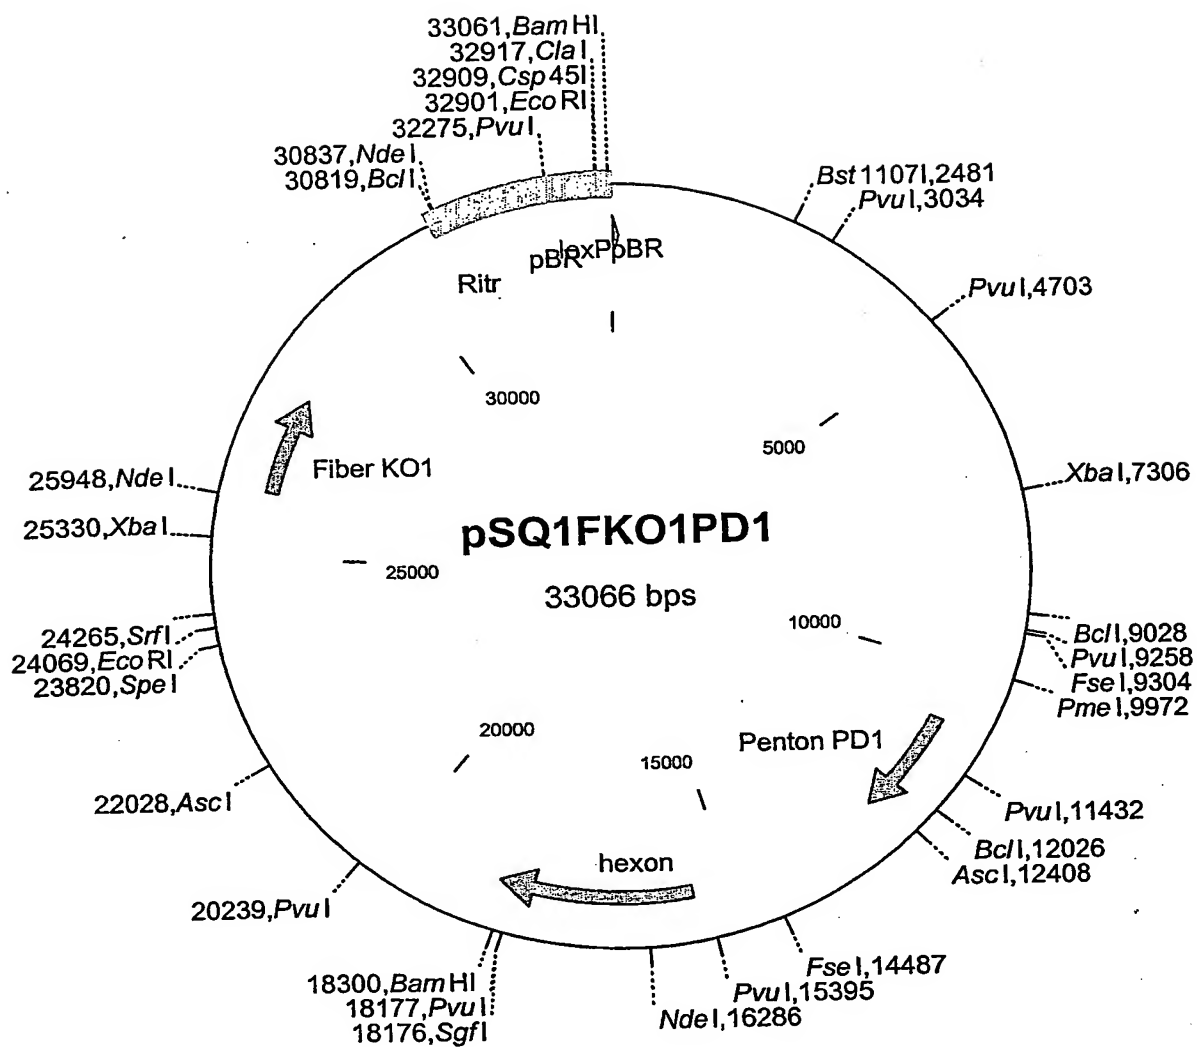 33061,BamHI
32917,ClaI
32909,Csp45I
32901,EcoRI
32275,PvuI
30837,NdeI
30819,BclI
Bst1107I,2481
PvuI,3034
PvuI,4703
pBR
loxP
pBR
Ritr
30000
5000
Fiber KO1
25948,NdeI
25330,XbaI
XbaI,7306
pSQ1FKO1PD1
25000
33066 bps
10000
24265,SrfI
24069,EcoRI
23820,SpeI
BclI,9028
PvuI,9258
FseI,9304
PmeI,9972
20000
15000
Penton PD1
22028,AscI
PvuI,11432
BclI,12026
AscI,12408
hexon
20239,PvuI
18300,BamHI
18177,PvuI
18176,SgfI
FseI,14487
PvuI,15395
NdeI,16286